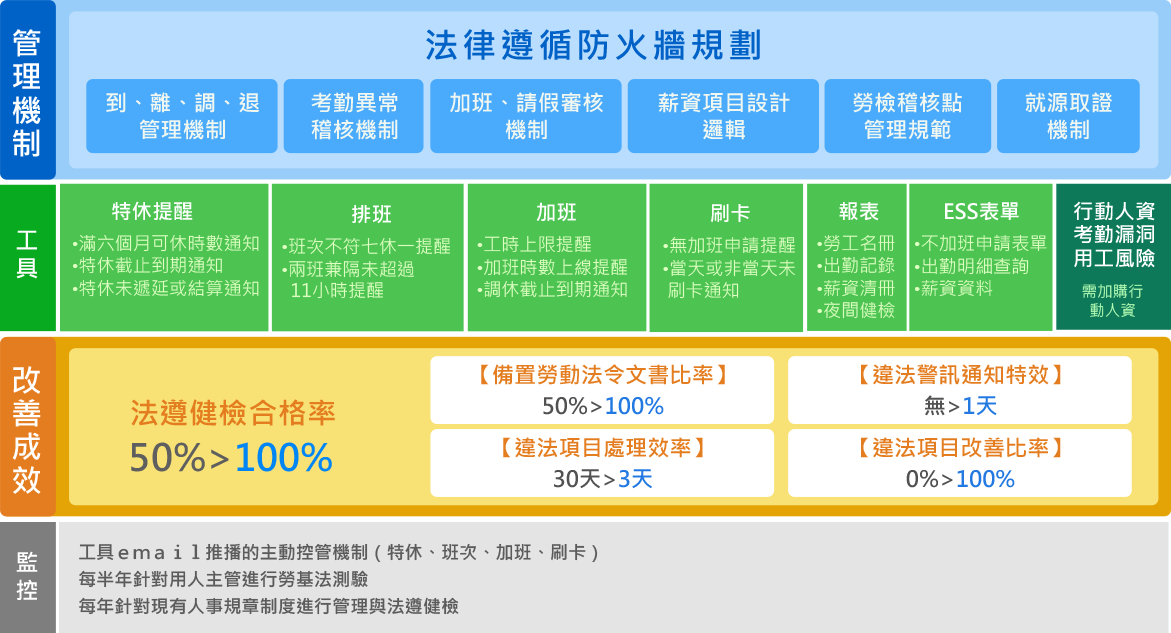 管理機制
法律遵循防火牆規劃
到、離、調、退
管理機制
考勤異常
稽核機制
加班、請假審核
機制
薪資項目設計
邏輯
勞檢稽核點
管理規範
就源取證
機制
工具
特休提醒
•滿六個月可休時數通知
•特休截止到期通知
•特休未遞延或結算通知
排班
•班次不符七休一提醒
•兩班兼隔未超過
11小時提醒
加班
•工時上限提醒
•加班時數上線提醒
•調休截止到期通知
刷卡
•無加班申請提醒
•當天或非當天未
刷卡通知
報表
•勞工名冊
•出勤記錄
•薪資清冊
•夜間健檢
ESS表單
•不加班申請表單
•出勤明細查詢
•薪資資料
行動人資
考勤漏洞
用工風險
需加購行
動人資
改善成效
法遵健檢合格率
50%>100%
【備置勞動法令文書比率】
50%>100%
【違法警訊通知特效】
無>1天
【違法項目處理效率】
30天>3天
【違法項目改善比率】
0%>100%
監控
工具email推播的主動控管機制(特休、班次、加班、刷卡)
每半年針對用人主管進行勞基法測驗
每年針對現有人事規章制度進行管理與法遵健檢